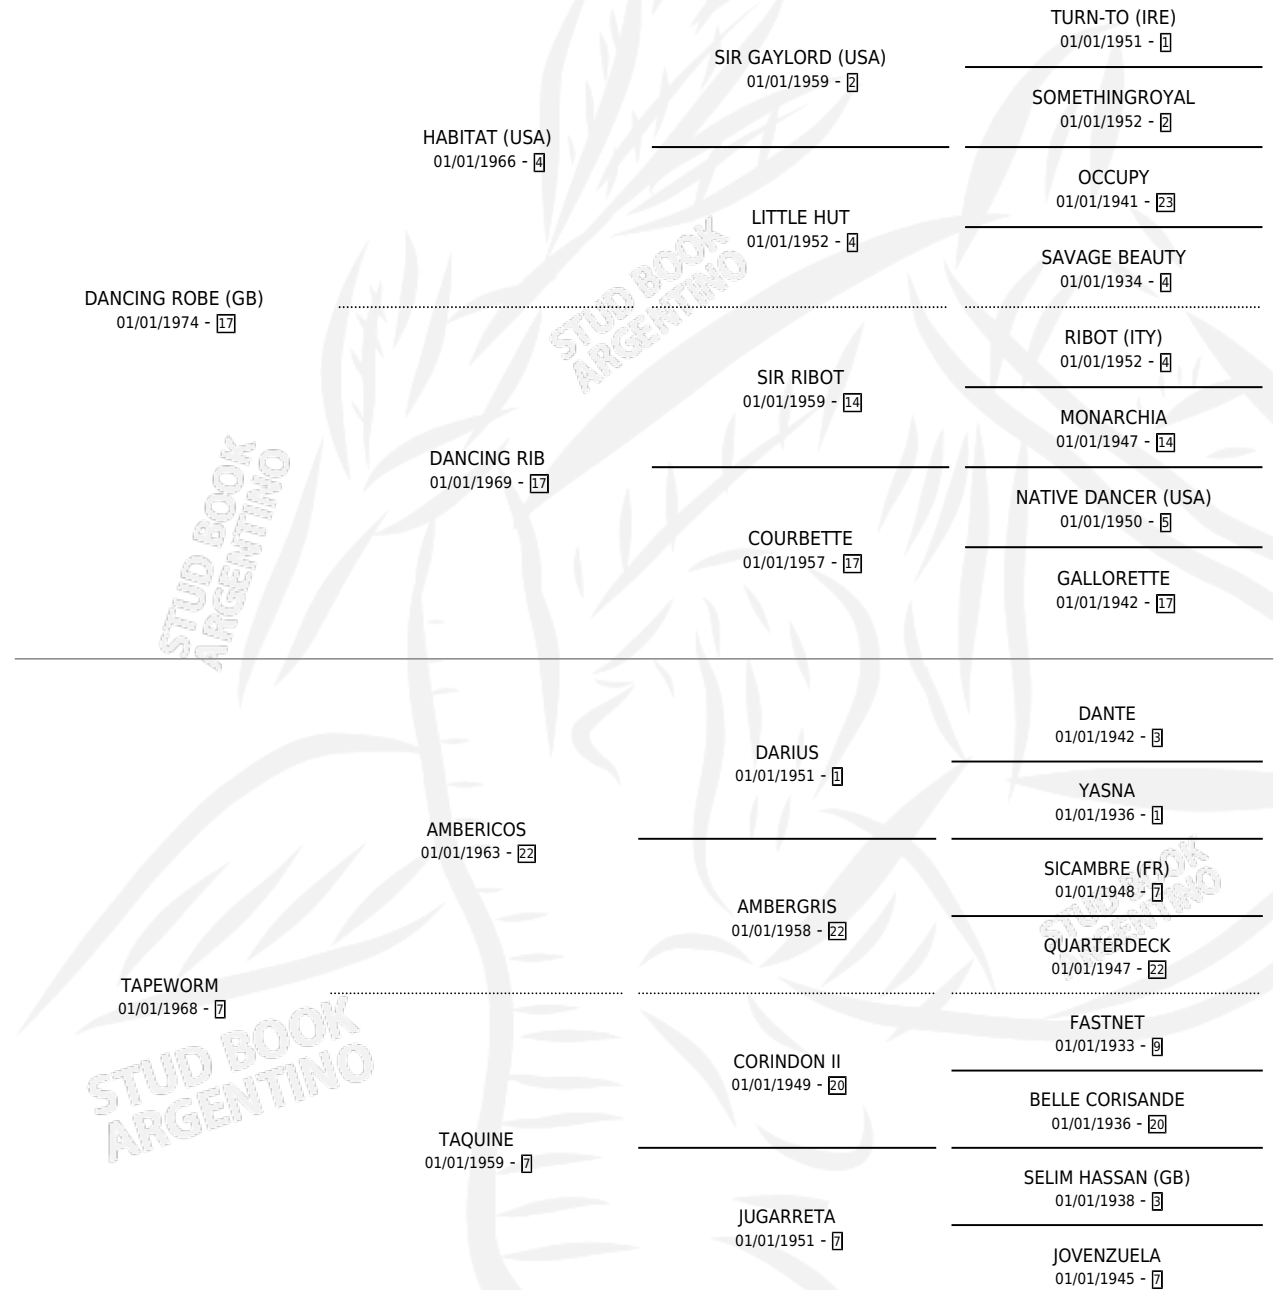 TURN-TO (IRE)
01/01/1951 - 1
SIR GAYLORD (USA)
01/01/1959 - 2
SOMETHINGROYAL
01/01/1952 - 2
HABITAT (USA)
01/01/1966 - 4
OCCUPY
01/01/1941 - 23
LITTLE HUT
01/01/1952 - 4
SAVAGE BEAUTY
01/01/1934 - 4
DANCING ROBE (GB)
01/01/1974 - 17
RIBOT (ITY)
01/01/1952 - 4
SIR RIBOT
01/01/1959 - 14
MONARCHIA
01/01/1947 - 14
DANCING RIB
01/01/1969 - 17
NATIVE DANCER (USA)
01/01/1950 - 5
COURBETTE
01/01/1957 - 17
GALLORETTE
01/01/1942 - 17
DANTE
01/01/1942 - 3
DARIUS
01/01/1951 - 1
YASNA
01/01/1936 - 1
AMBERICOS
01/01/1963 - 22
SICAMBRE (FR)
01/01/1948 - 7
AMBERGRIS
01/01/1958 - 22
QUARTERDECK
01/01/1947 - 22
TAPEWORM
01/01/1968 - 7
FASTNET
01/01/1933 - 9
CORINDON II
01/01/1949 - 20
BELLE CORISANDE
01/01/1936 - 20
TAQUINE
01/01/1959 - 7
SELIM HASSAN (GB)
01/01/1938 - 3
JUGARRETA
01/01/1951 - 7
JOVENZUELA
01/01/1945 - 7
STUD BOOK
ARGENTINO
STUD BOOK
ARGENTINO
STUD BOOK
ARGENTINO
STUD BOOK
ARGENTINO